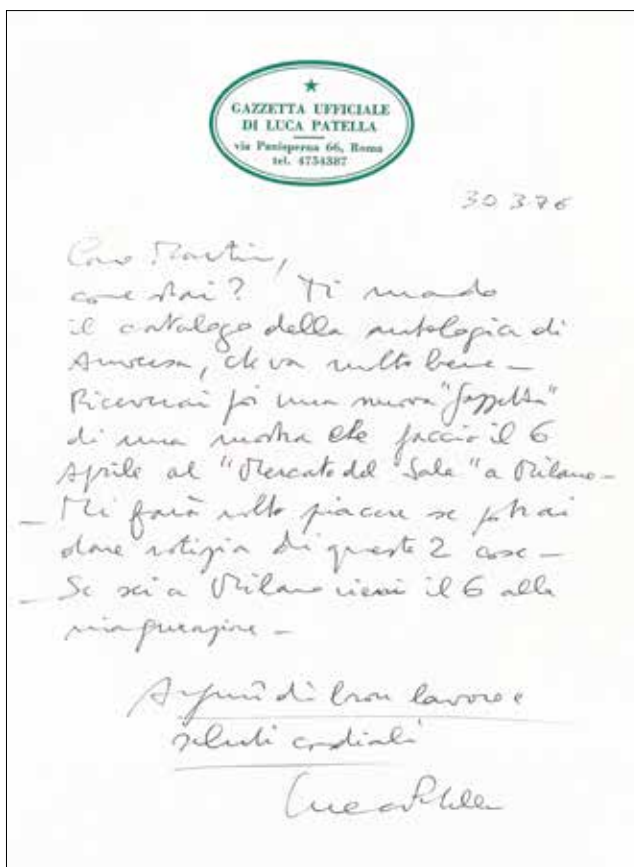 GAZZETTA UFFICIALE
DI LUCA PATELLA
via Panisperna 66, Roma
tel. 4754387
30 3 76
Caro Martin,
come stai? Ti mando
il catalogo della antologia di
Anversa, che va molto bene –
Riceverai poi una nuova "Gazzetta"
di una mostra che faccio il 6
Aprile al "Mercato del Sale" a Milano –
– Mi farà molto piacere se potrai
dare notizia di queste 2 cose –
– Se sei a Milano vieni il 6 alla
inaugurazione –
Auguri di buon lavoro e
saluti cordiali
Luca Patella